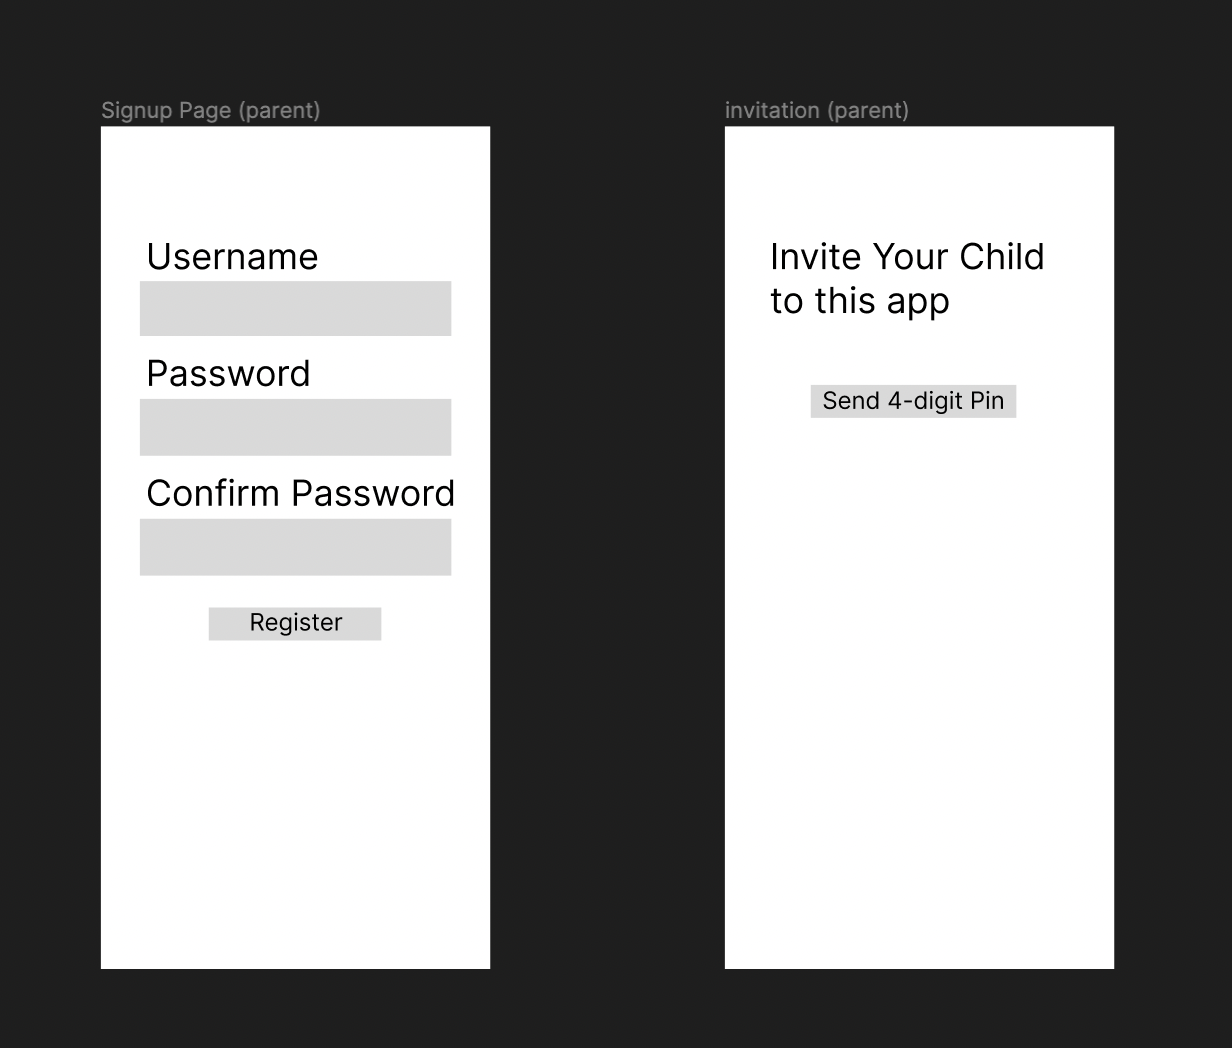 Signup Page (parent)
Username
Password
Confirm Password
Register
invitation (parent)
Invite Your Child
to this app
Send 4-digit Pin